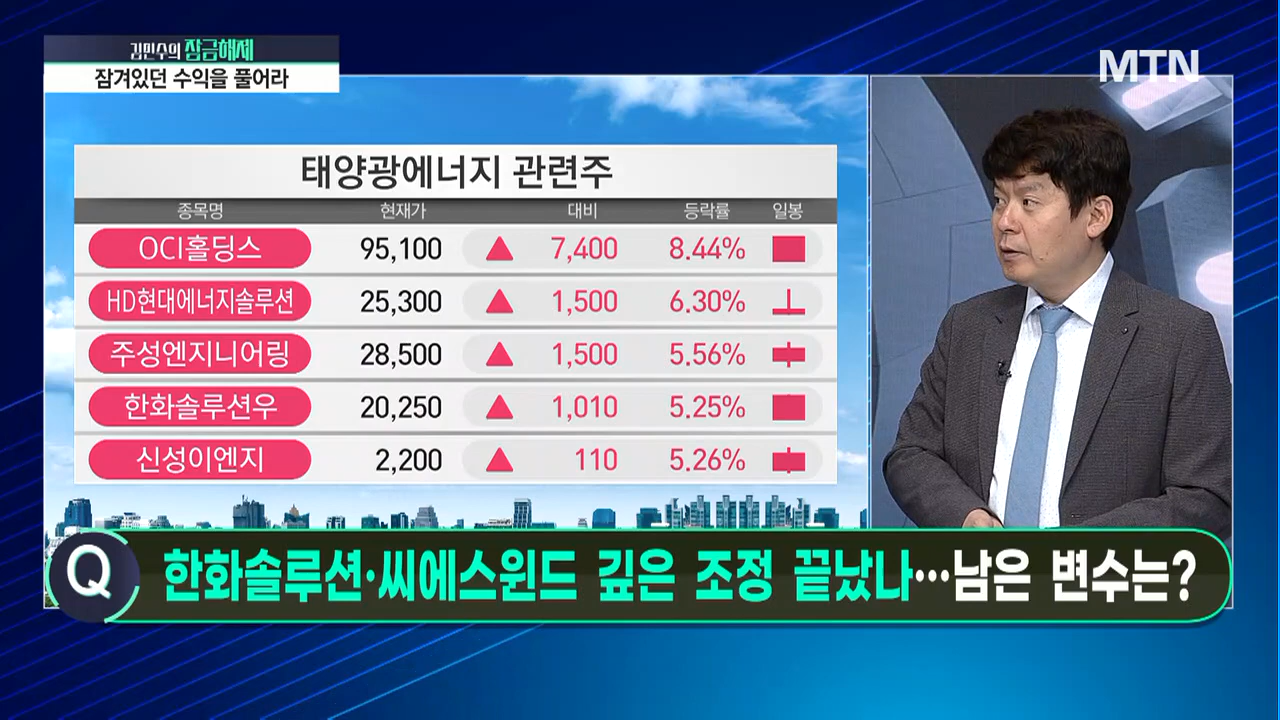 김민수의 잠금해제
잠겨있던 수익을 풀어라
MTN
태양광에너지 관련주
종목명 현재가 대비 등락률 일봉
OCI홀딩스 95,100 ▲ 7,400 8.44%
HD현대에너지솔루션 25,300 ▲ 1,500 6.30%
주성엔지니어링 28,500 ▲ 1,500 5.56%
한화솔루션우 20,250 ▲ 1,010 5.25%
신성이엔지 2,200 ▲ 110 5.26%
Q 한화솔루션·씨에스윈드 깊은 조정 끝났나…남은 변수는?